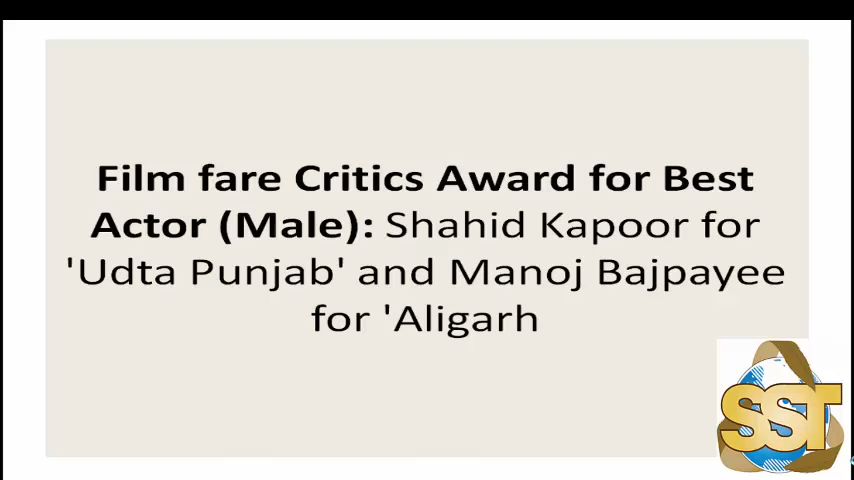 Film fare Critics Award for Best
Actor (Male): Shahid Kapoor for
'Udta Punjab' and Manoj Bajpayee
for 'Aligarh
SST